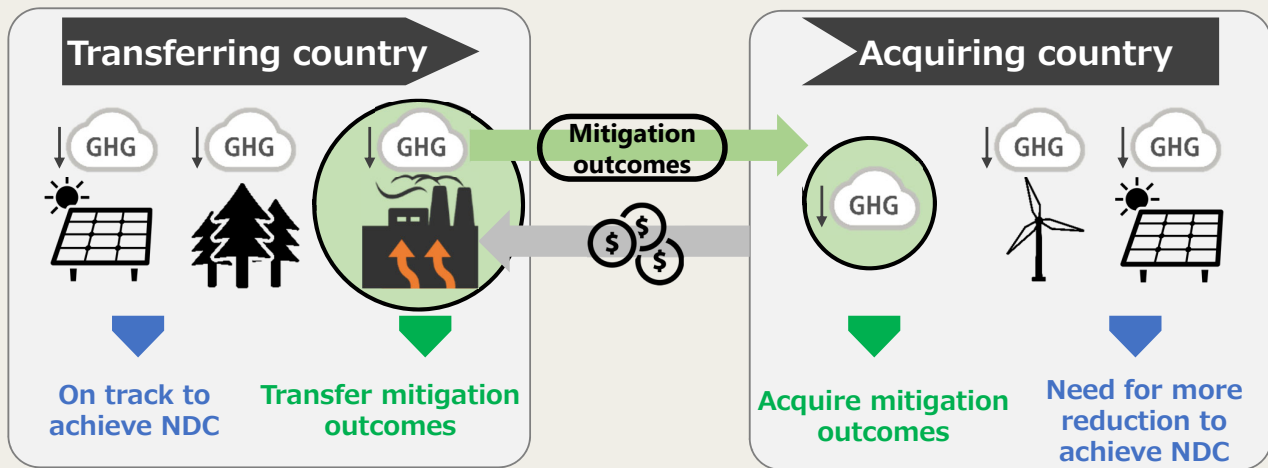 Transferring country
GHG
GHG
GHG
On track to
achieve NDC
Transfer mitigation
outcomes
Mitigation
outcomes
$
$
$
Acquiring country
GHG
GHG
GHG
Acquire mitigation
outcomes
Need for more
reduction to
achieve NDC